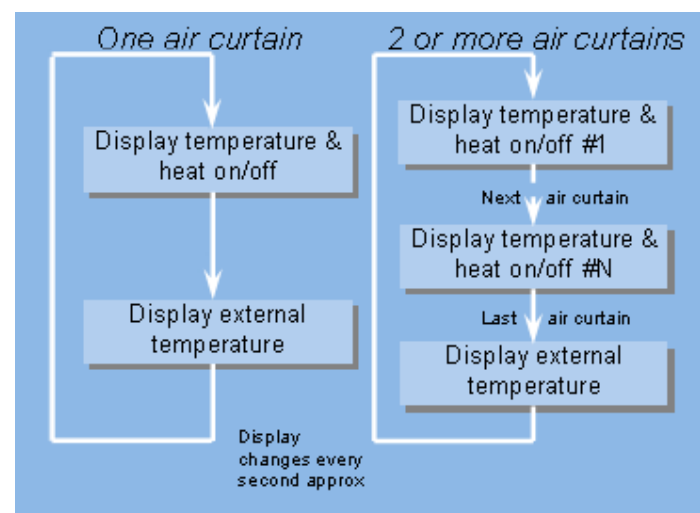 One air curtain
Display temperature &
heat on/off
Display external
temperature
Display
changes every
second approx
2 or more air curtains
Display temperature &
heat on/off #1
Next air curtain
Display temperature &
heat on/off #N
Last air curtain
Display external
temperature